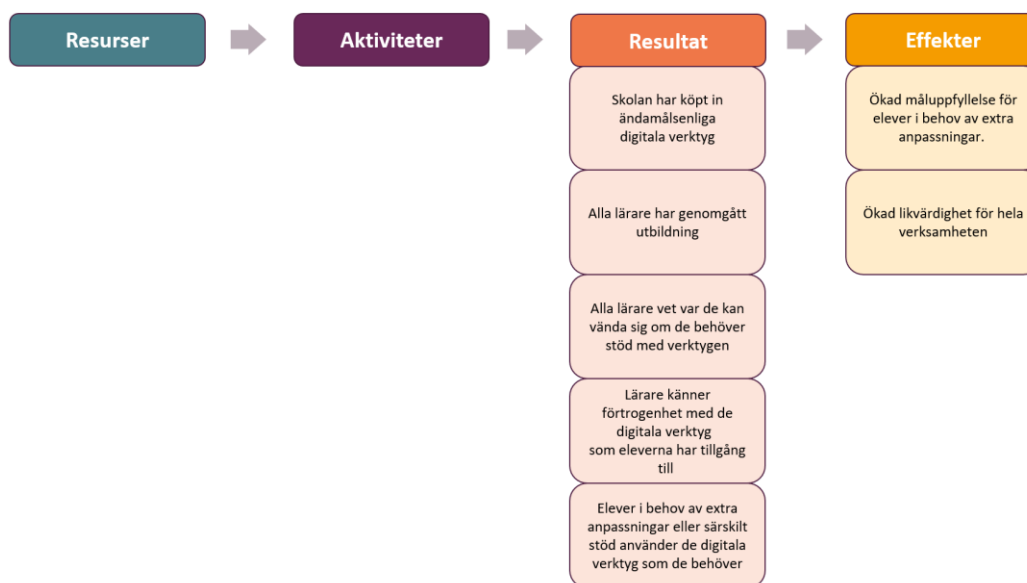 Resurser
Aktiviteter
Resultat
Effekter
Skolan har köpt in
ändamålsenliga
digitala verktyg
Alla lärare har genomgått
utbildning
Alla lärare vet var de kan
vända sig om de behöver
stöd med verktygen
Lärare känner
förtrogenhet med de
digitala verktyg
som eleverna har tillgång
till
Elever i behov av extra
anpassningar eller särskilt
stöd använder de digitala
verktyg som de behöver
Ökad måluppfyllelse för
elever i behov av extra
anpassningar.
Ökad likvärdighet för hela
verksamheten